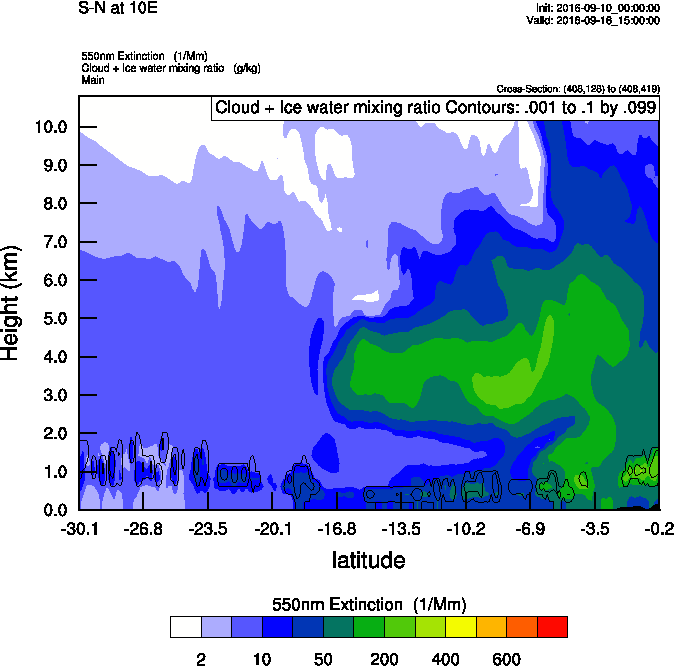 S-N at 10E
Init: 2016-09-10_00:00:00
Valid: 2016-09-16_15:00:00
550nm Extinction (1/Mm)
Cloud + Ice water mixing ratio (g/kg)
Main
Cross-Section: (408,128) to (408,419)
Cloud + Ice water mixing ratio Contours: .001 to .1 by .099
10.0
9.0
8.0
7.0
6.0
5.0
4.0
3.0
2.0
1.0
0.0
Height (km)
-30.1 -26.8 -23.5 -20.1 -16.8 -13.5 -10.2 -6.9 -3.5 -0.2
latitude
550nm Extinction (1/Mm)
2 10 50 200 400 600